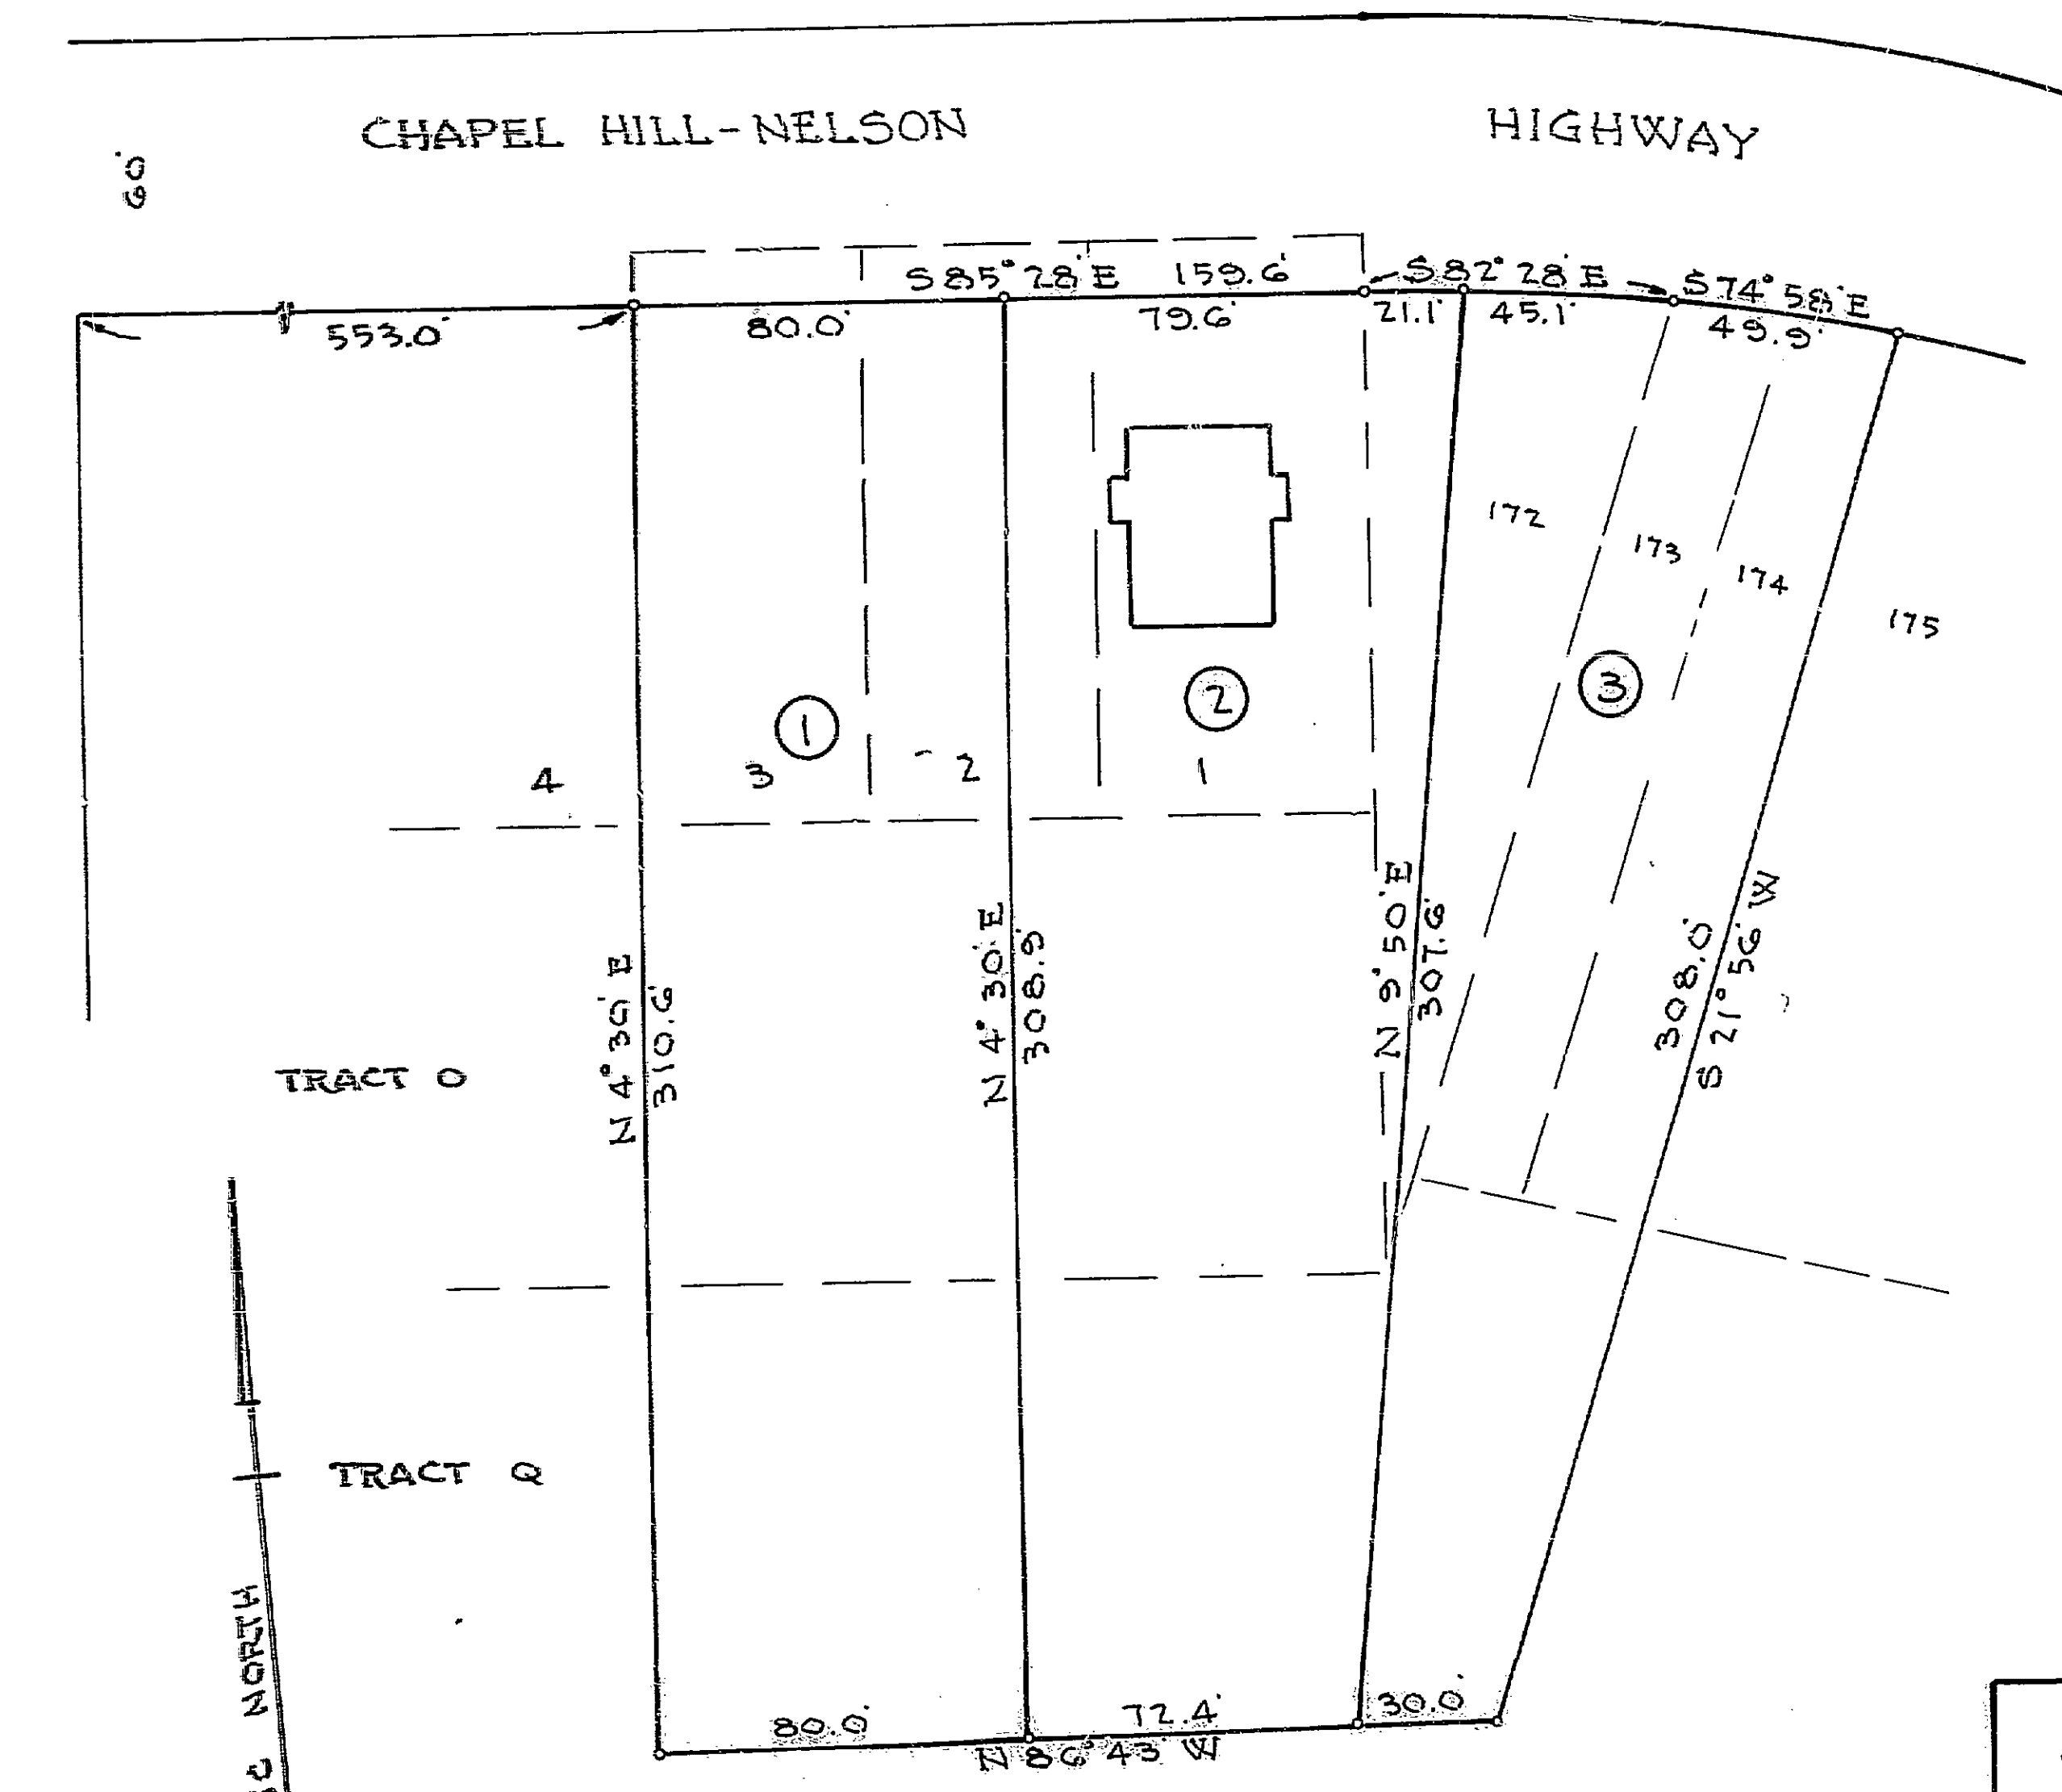 CHAPEL HILL-NELSON HIGHWAY
60'
S 85° 28' E 159.6'
S 82° 28' E
S 74° 58' E
553.0'
80.0'
79.6'
21.1'
45.1'
49.9'
172
173
174
175
1
2
3
4
3
2
1
N 4° 30' E
310.6'
N 4° 30' E
308.9'
N 9° 50' E
307.6'
308.0'
S 21° 56' W
TRACT O
TRACT Q
NORTH
80.0'
72.4'
30.0'
N 86° 43' W